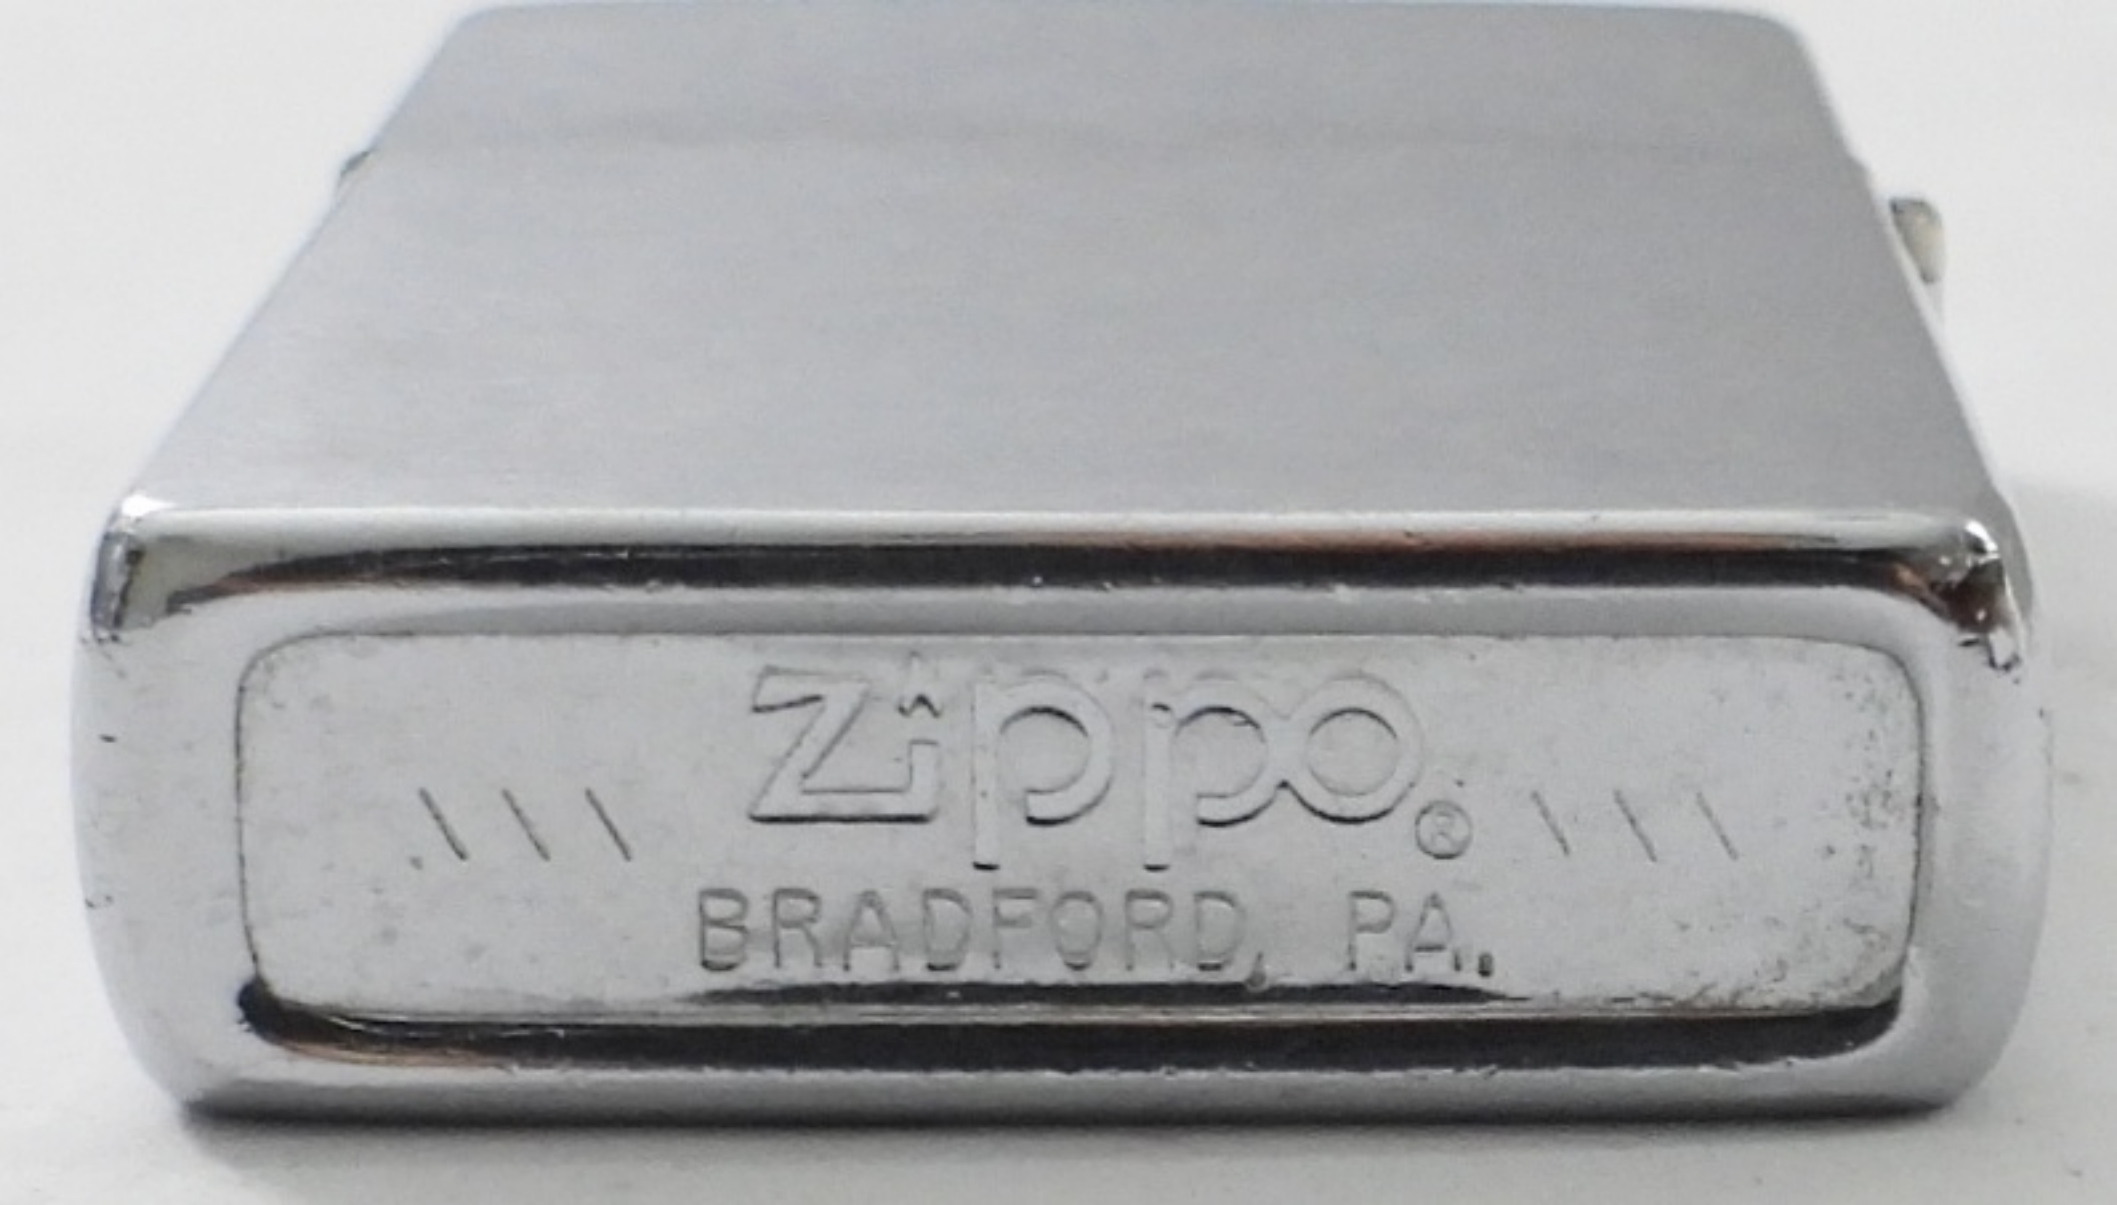 \ \ \ Zippo ® \ \ \
BRADFORD, PA.